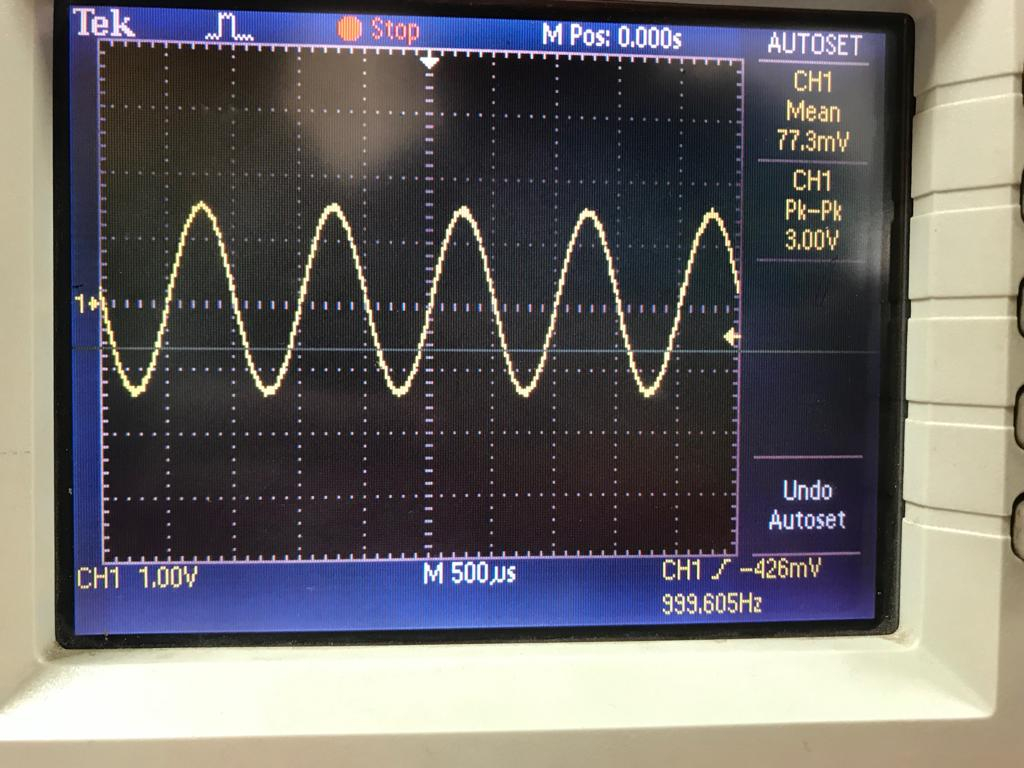 Tek Stop M Pos: 0.000s AUTOSET
CH1
Mean
77.3mV
CH1
Pk-Pk
3.00V
1
Undo
Autoset
CH1 1.00V M 500µs CH1 -426mV
999.605Hz